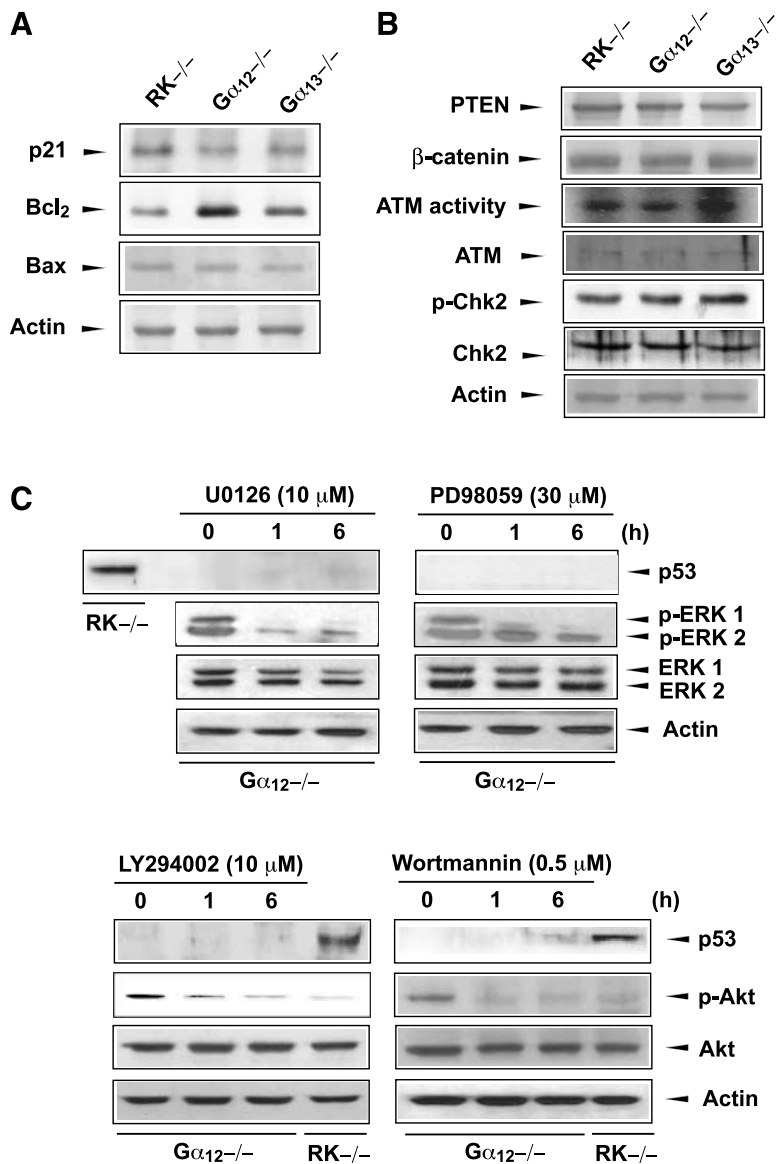 A
RK–/–
Gα12–/–
Gα13–/–
p21
Bcl2
Bax
Actin
B
RK–/–
Gα12–/–
Gα13–/–
PTEN
β-catenin
ATM activity
ATM
p-Chk2
Chk2
Actin
C
U0126 (10 μM)
PD98059 (30 μM)
0 1 6
0 1 6 (h)
p53
RK–/–
p-ERK 1
p-ERK 2
ERK 1
ERK 2
Actin
Gα12–/–
Gα12–/–
LY294002 (10 μM)
Wortmannin (0.5 μM)
0 1 6
0 1 6 (h)
p53
p-Akt
Akt
Actin
Gα12–/– RK–/–
Gα12–/– RK–/–